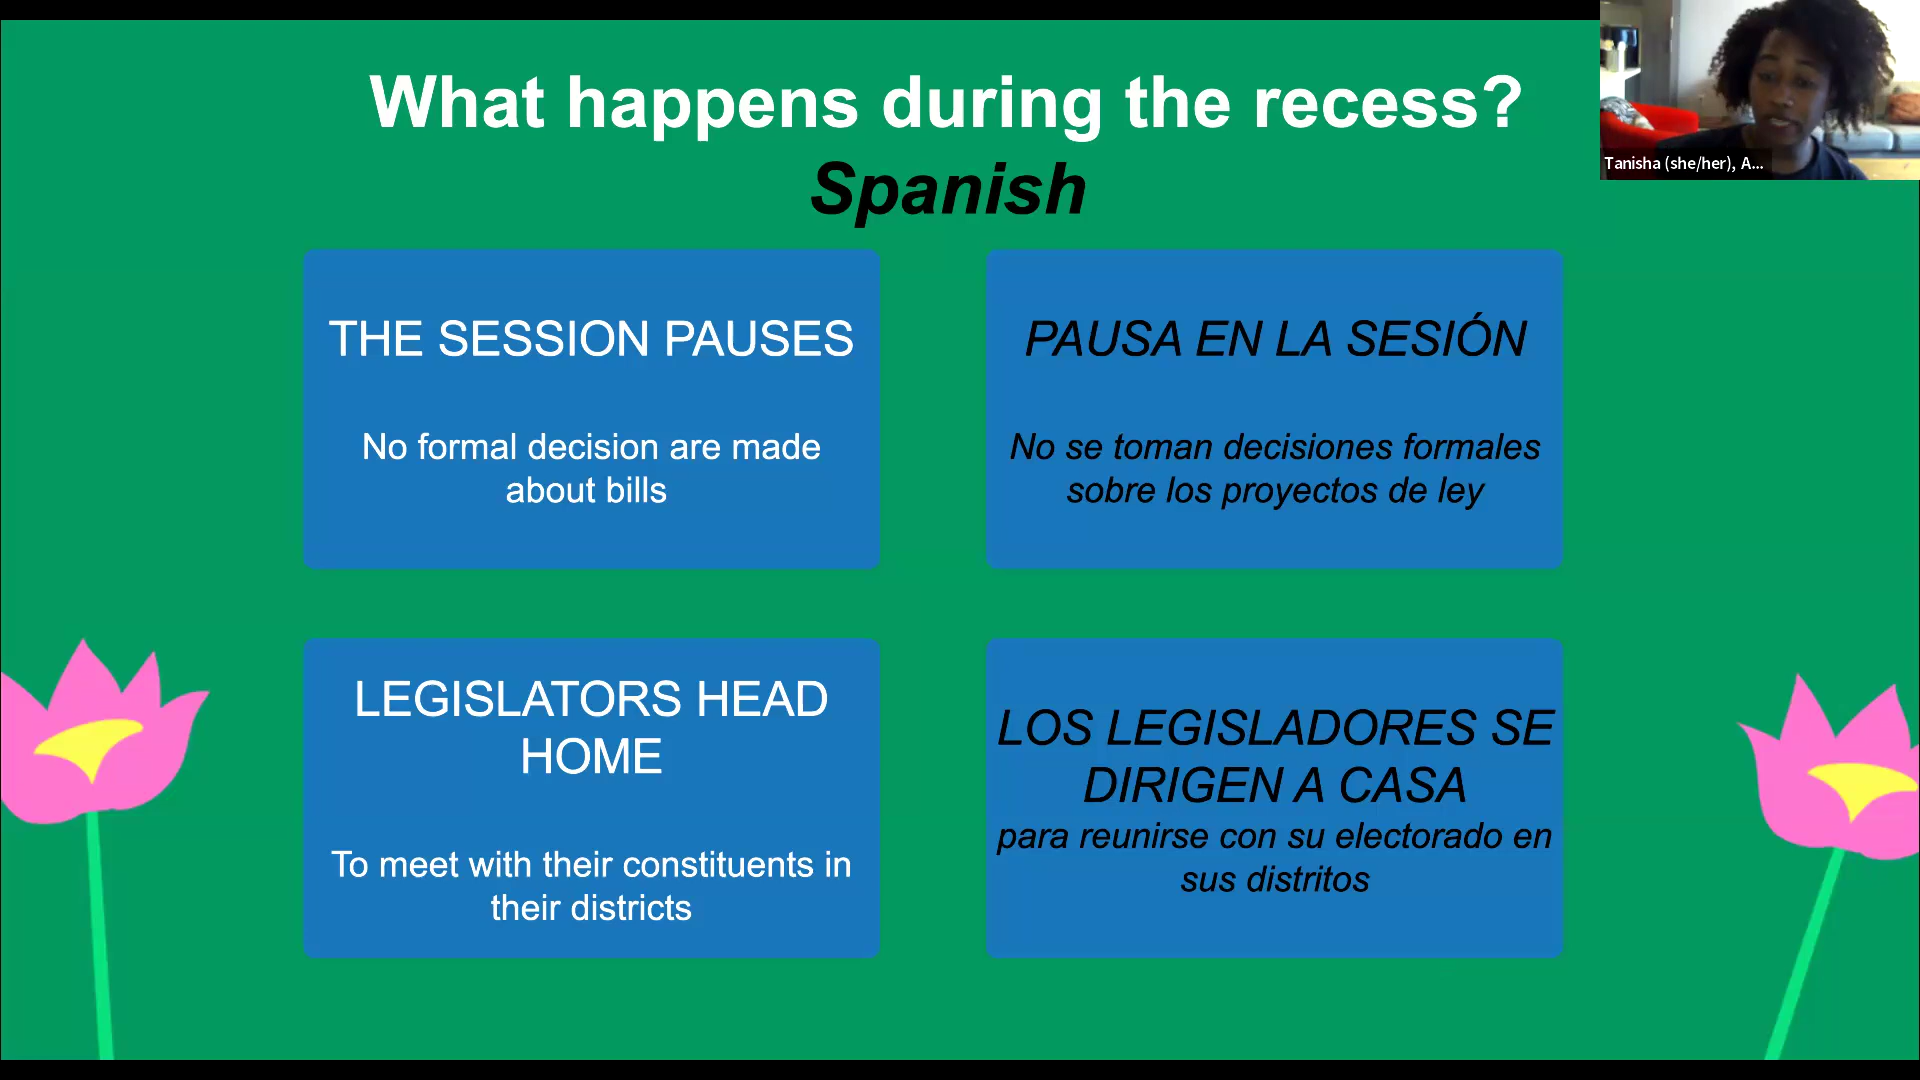 What happens during the recess?
Spanish
Tanisha (she/her), A...
THE SESSION PAUSES
No formal decision are made
about bills
PAUSA EN LA SESIÓN
No se toman decisiones formales
sobre los proyectos de ley
LEGISLATORS HEAD
HOME
To meet with their constituents in
their districts
LOS LEGISLADORES SE
DIRIGEN A CASA
para reunirse con su electorado en
sus distritos